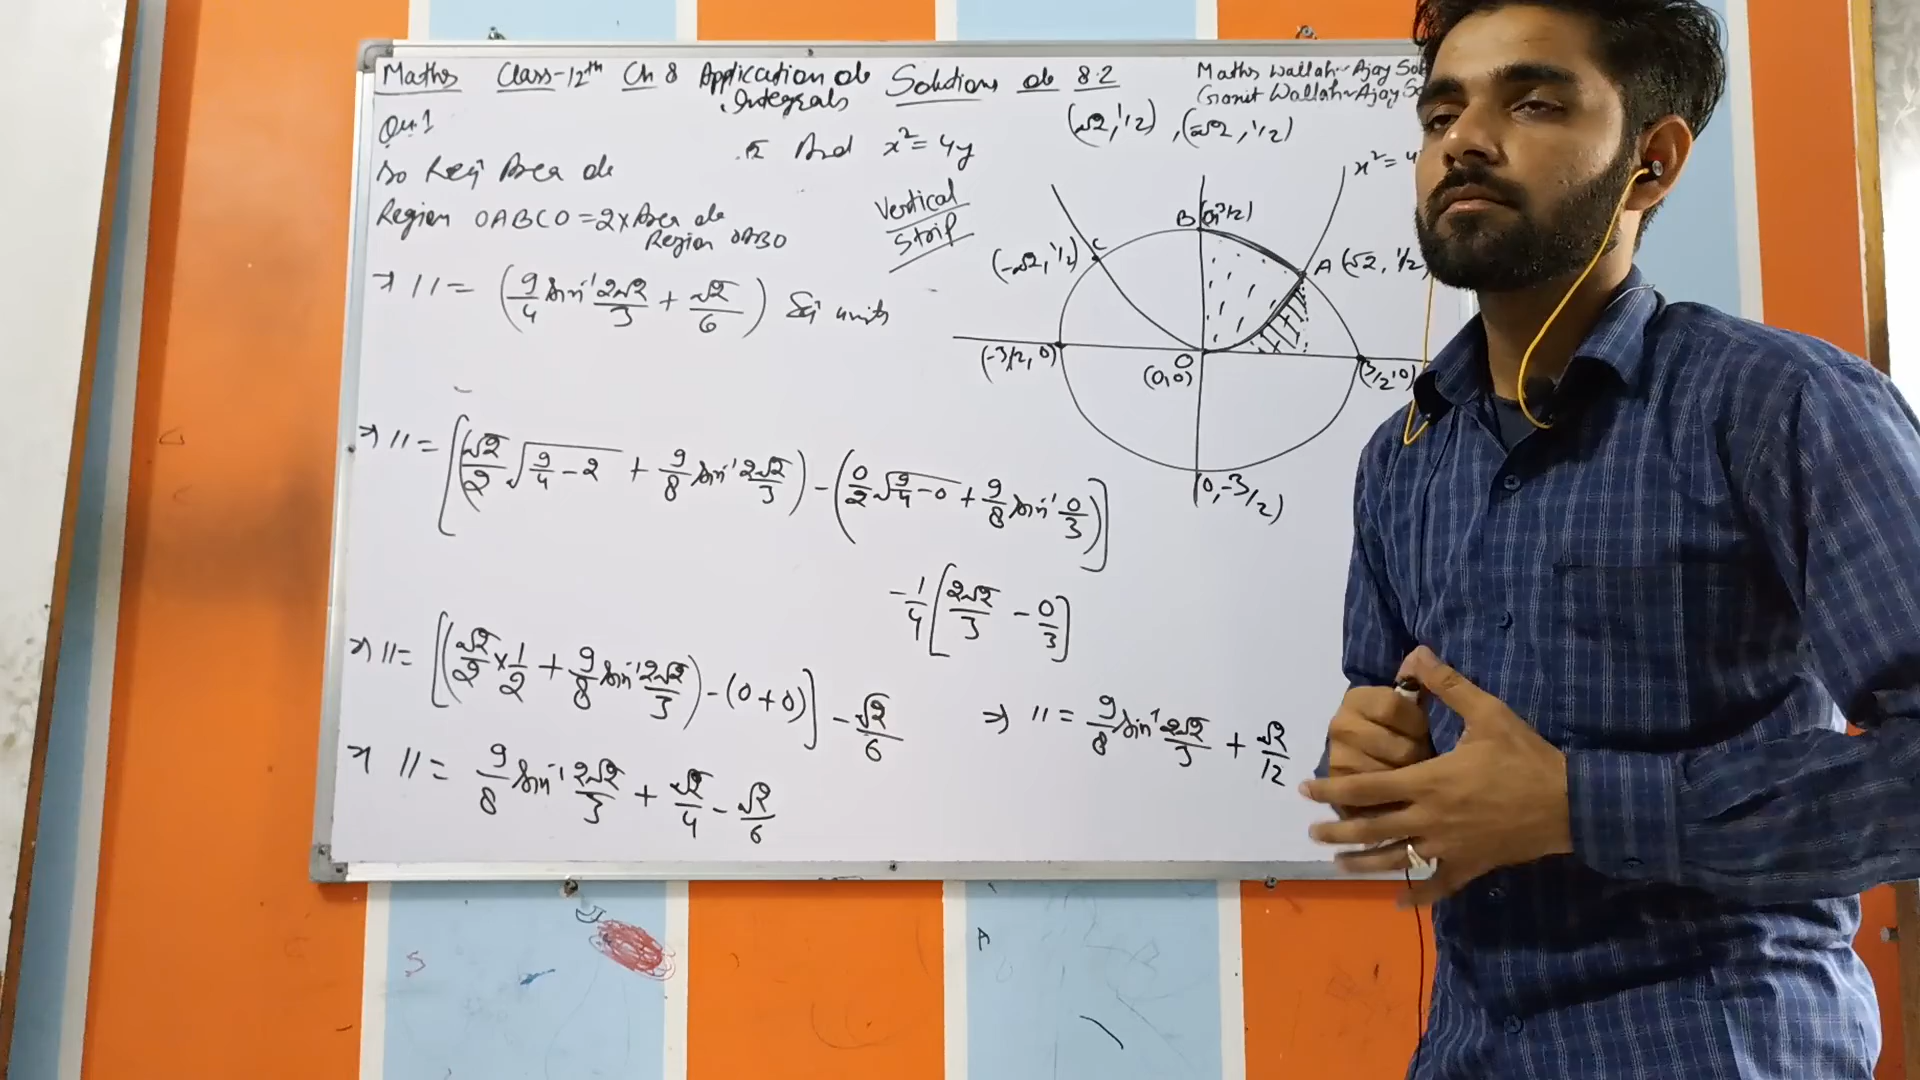 Maths Class-12th Ch 8 Application of Integrals Solutions of 8.2
Maths Wallah~Ajay
Ganit Wallah~Ajay
Qu.1
And x² = 4y
(√2, 1/2), (-√2, 1/2)
So Req Area of
Region OABCO = 2 × Area of
Region OABO
Vertical
Strip
⇒ 11 = (9/4 sin⁻¹ 2√2/3 + √2/6) Sq units
⇒ 11 = [(√2/2 √(9/4 - 2) + 9/8 sin⁻¹ 2√2/3) - (0/2 √(9/4 - 0) + 9/8 sin⁻¹ 0/3)]
- 1/4 [2√2/3 - 0/3]
⇒ 11 = [(√2/2 × 1/2 + 9/8 sin⁻¹ 2√2/3) - (0 + 0)] - √2/6
⇒ 11 = 9/8 sin⁻¹ 2√2/3 + √2/4 - √2/6
⇒ 11 = 9/8 sin⁻¹ 2√2/3 + √2/12
x² = 4
B (0, 3/2)
C
(-√2, 1/2)
A (√2, 1/2)
(-3/2, 0)
O
(0,0)
(3/2, 0)
(0, -3/2)
S
A